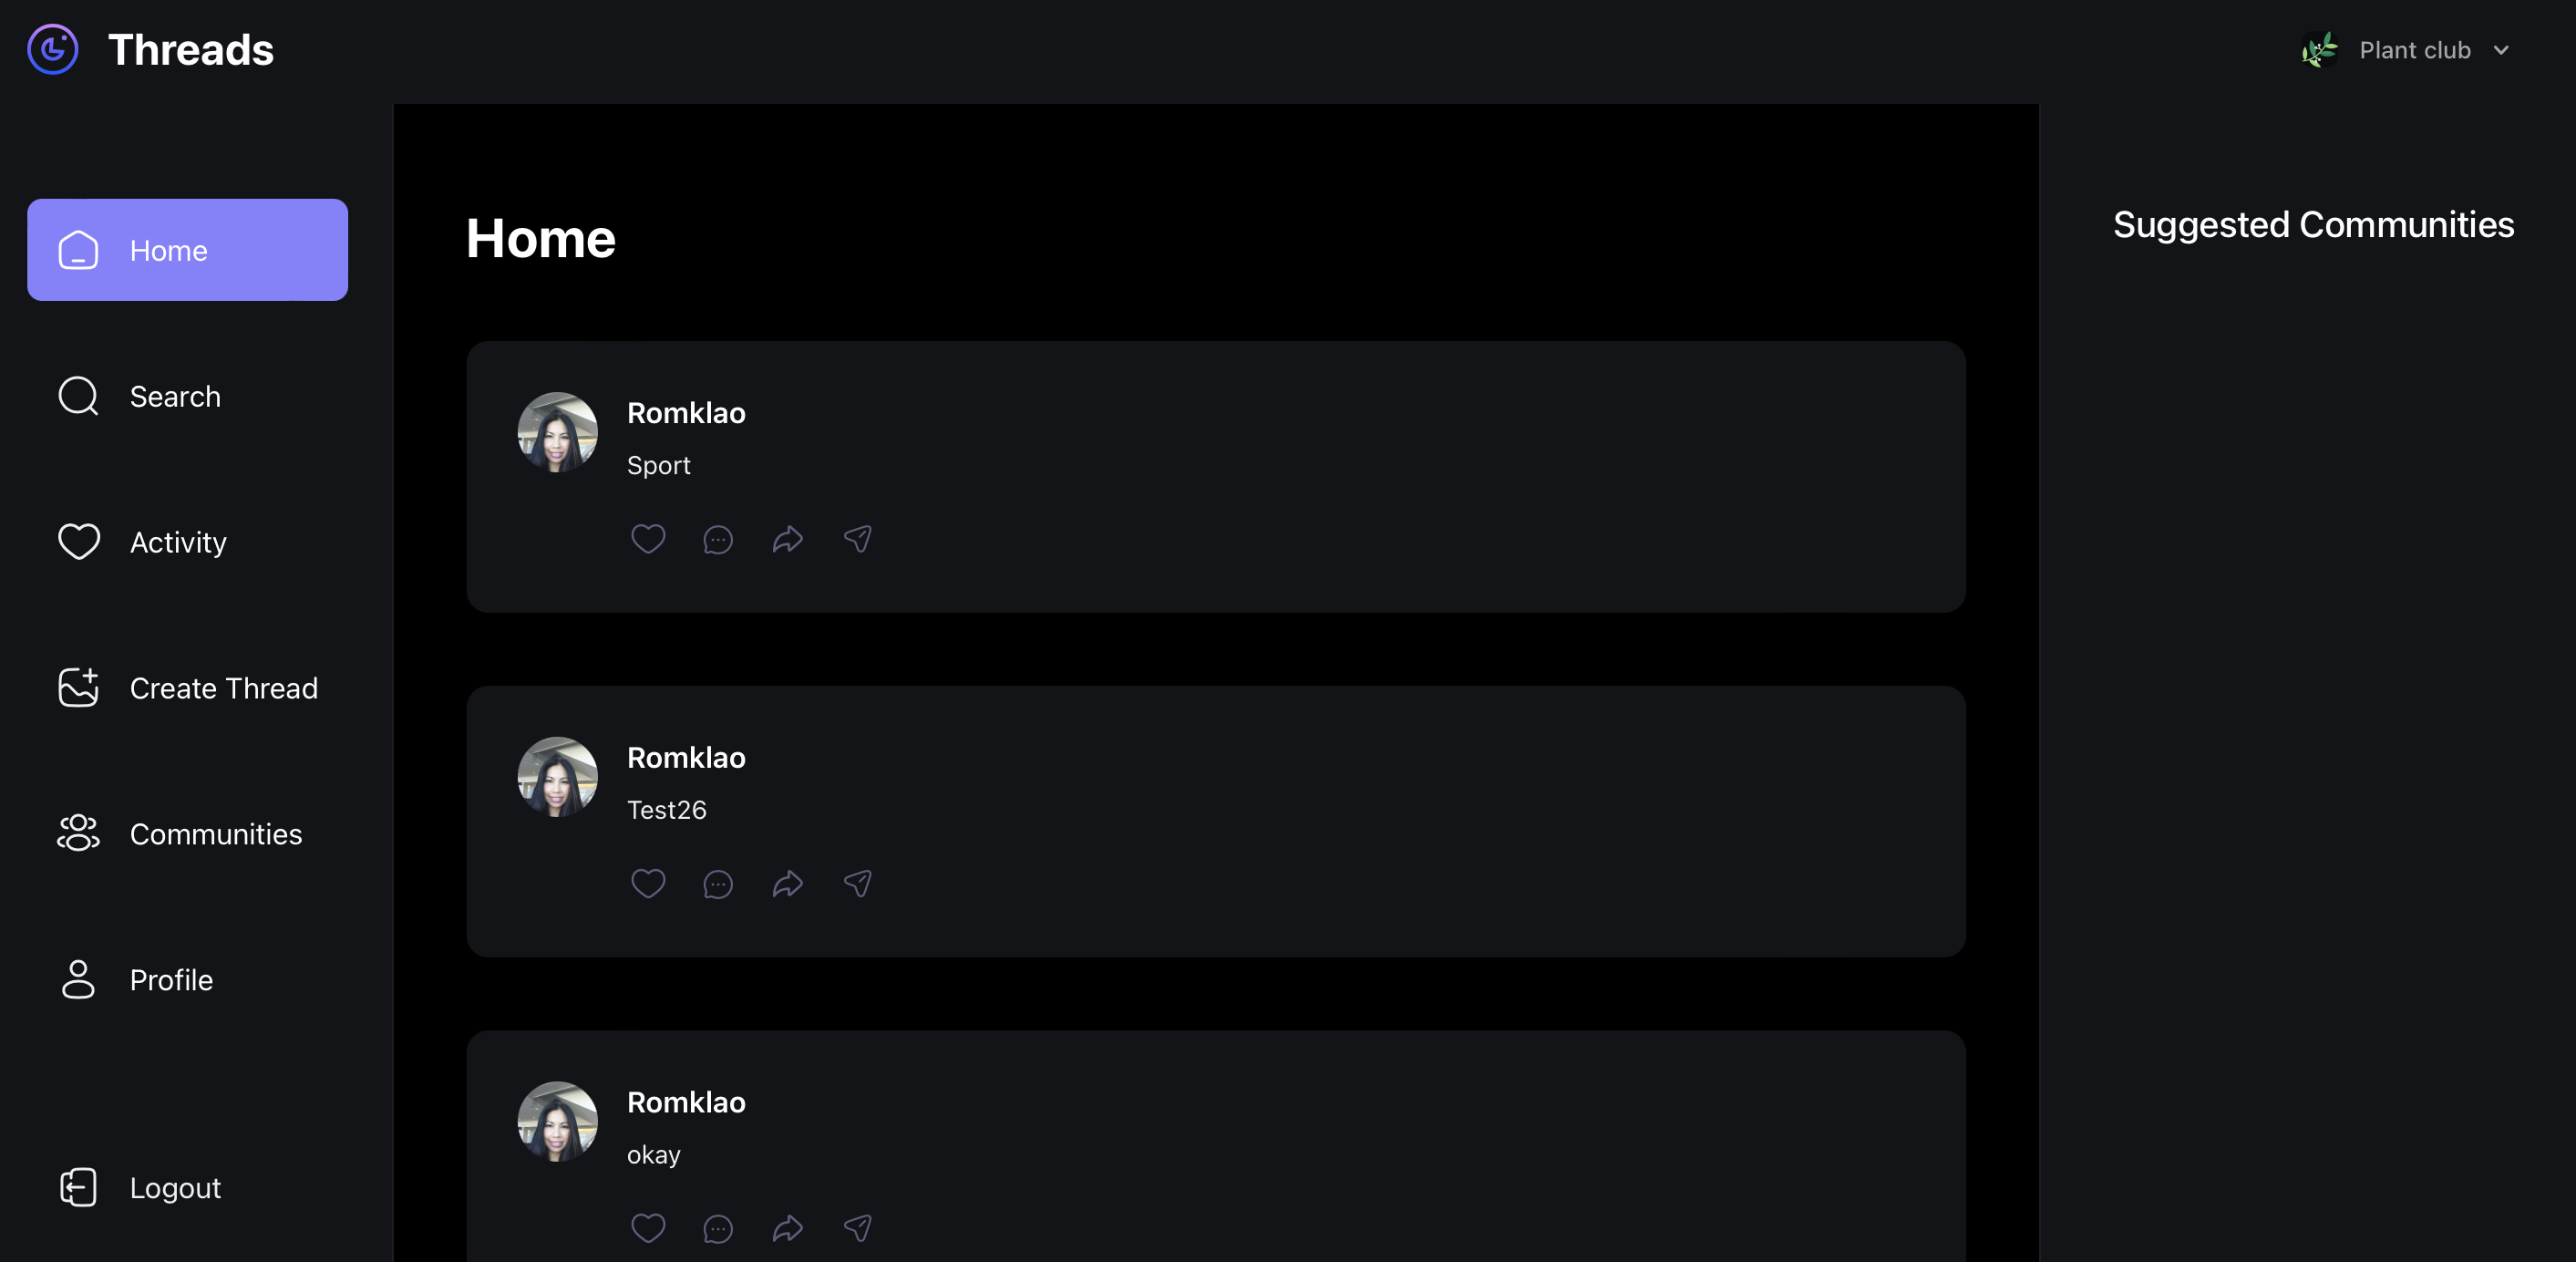 Threads
Plant club
Home
Search
Activity
Create Thread
Communities
Profile
Logout
Home
Romklao
Sport
Romklao
Test26
Romklao
okay
Suggested Communities